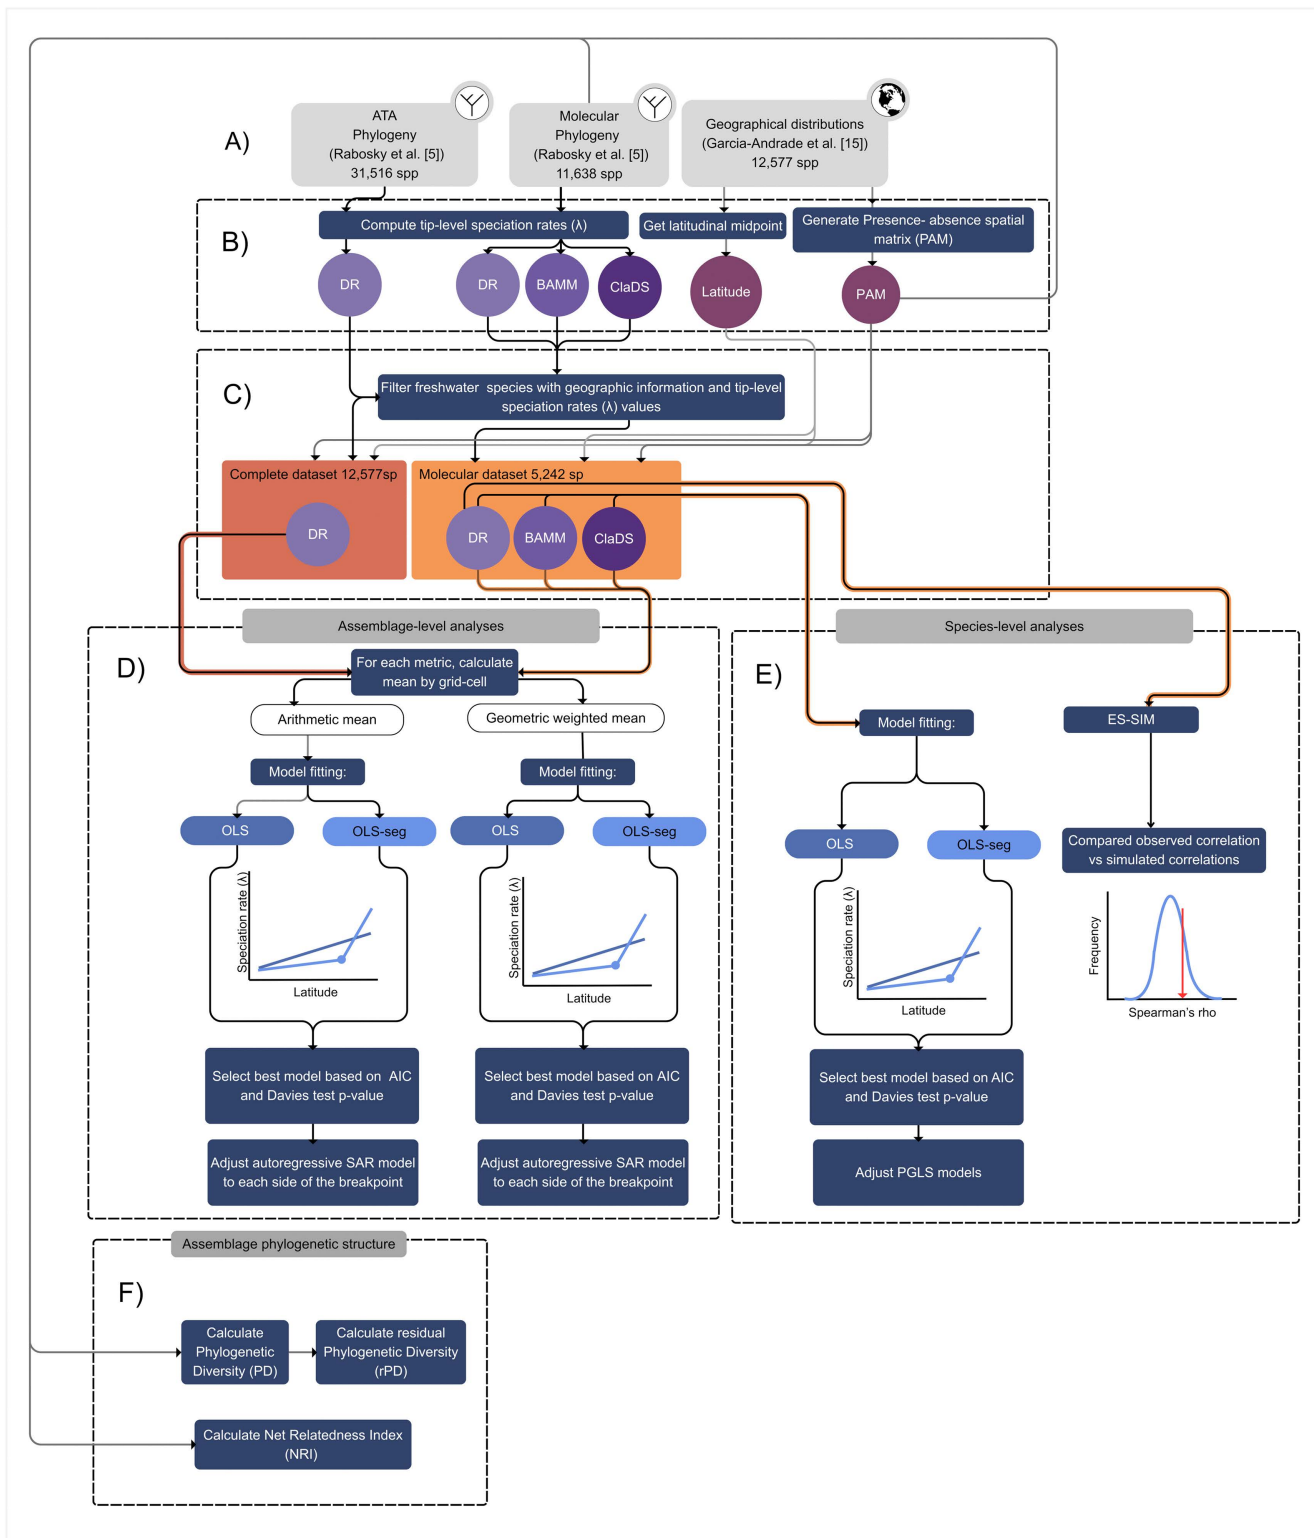 A)
ATA
Phylogeny
(Rabosky et al. [5])
31,516 spp
Molecular
Phylogeny
(Rabosky et al. [5])
11,638 spp
Geographical distributions
(Garcia-Andrade et al. [15])
12,577 spp
B)
Compute tip-level speciation rates (λ)
Get latitudinal midpoint
Generate Presence- absence spatial
matrix (PAM)
DR
DR
BAMM
ClaDS
Latitude
PAM
C)
Filter freshwater species with geographic information and tip-level
speciation rates (λ) values
Complete dataset 12,577sp
DR
Molecular dataset 5,242 sp
DR
BAMM
ClaDS
Assemblage-level analyses
D)
For each metric, calculate
mean by grid-cell
Arithmetic mean
Geometric weighted mean
Model fitting:
Model fitting:
OLS
OLS-seg
OLS
OLS-seg
Speciation rate (λ)
Latitude
Speciation rate (λ)
Latitude
Select best model based on AIC
and Davies test p-value
Select best model based on AIC
and Davies test p-value
Adjust autoregressive SAR model
to each side of the breakpoint
Adjust autoregressive SAR model
to each side of the breakpoint
Species-level analyses
E)
Model fitting:
ES-SIM
OLS
OLS-seg
Compared observed correlation
vs simulated correlations
Speciation rate (λ)
Latitude
Frequency
Spearman's rho
Select best model based on AIC
and Davies test p-value
Adjust PGLS models
Assemblage phylogenetic structure
F)
Calculate
Phylogenetic
Diversity (PD)
Calculate residual
Phylogenetic Diversity
(rPD)
Calculate Net Relatedness Index
(NRI)